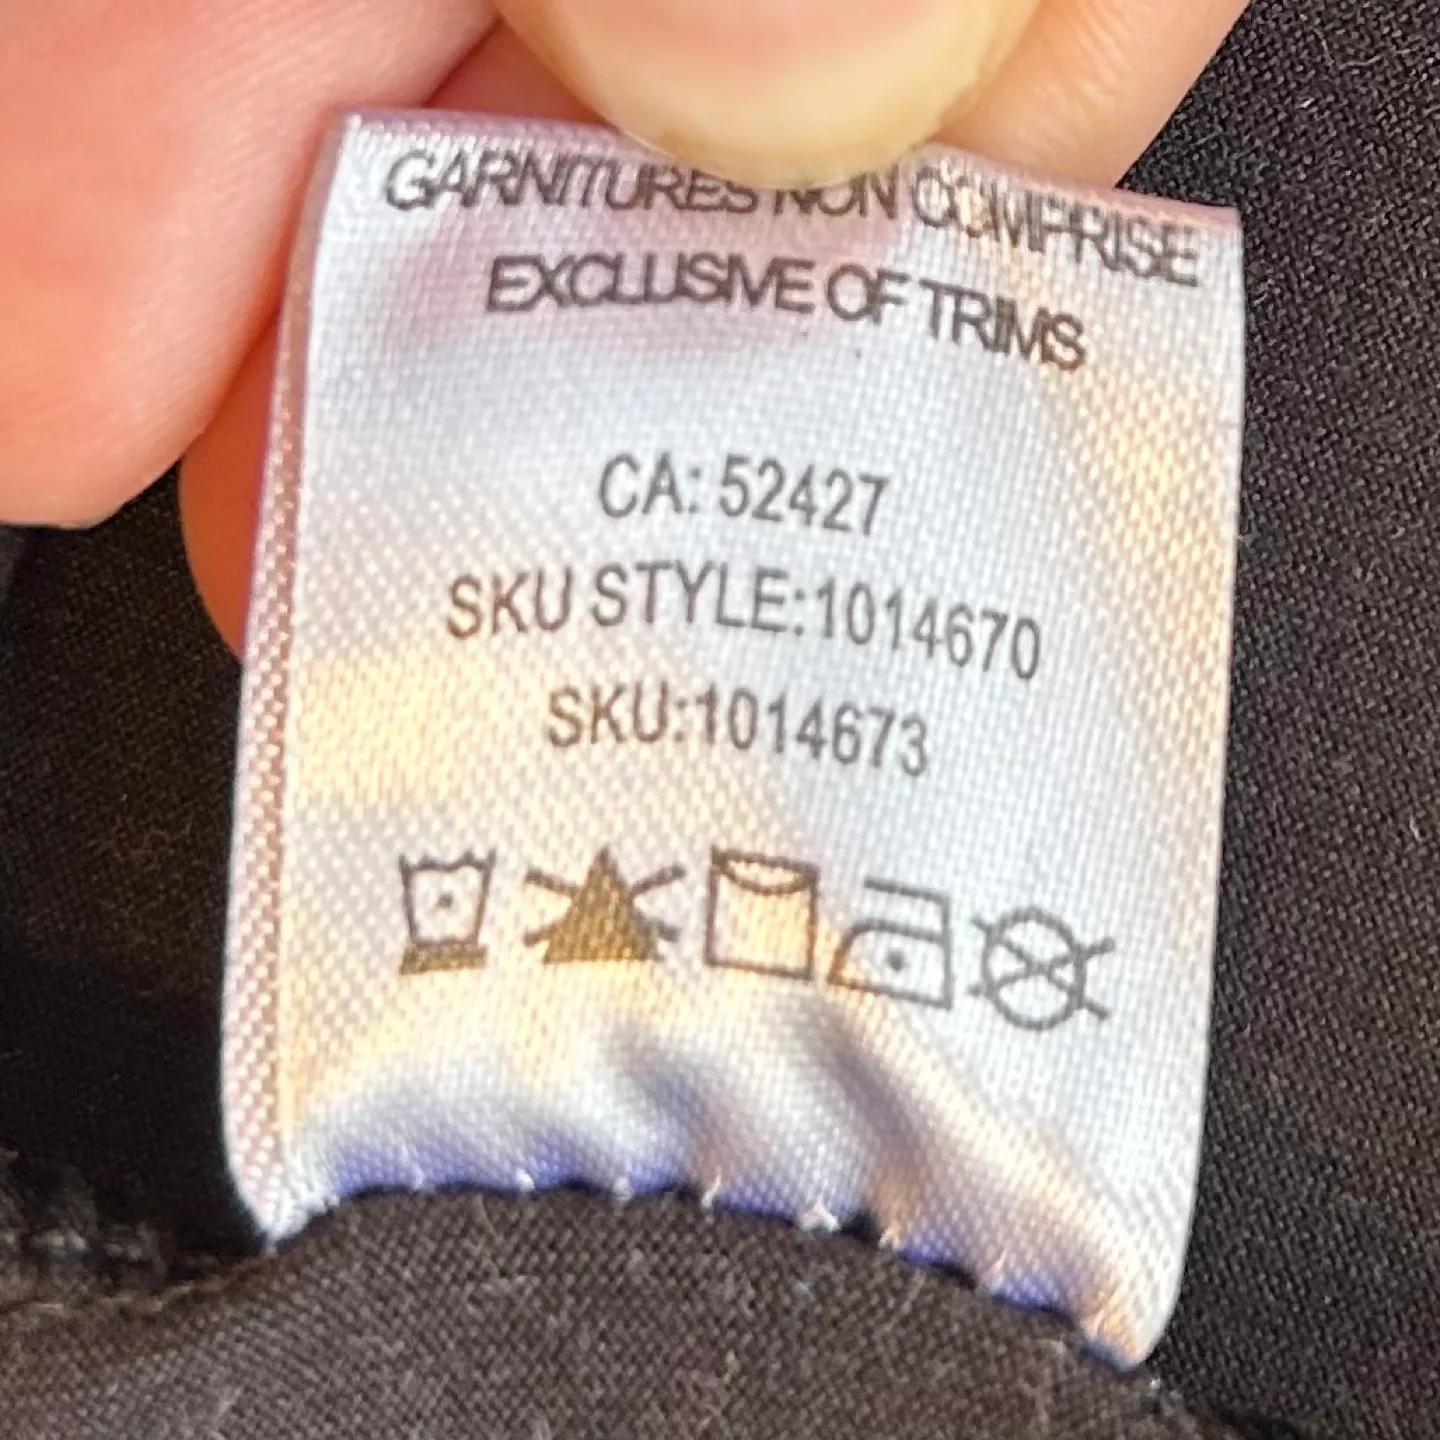 GARNITURES NON COMPRISE
EXCLUSIVE OF TRIMS
CA: 52427
SKU STYLE:1014670
SKU:1014673